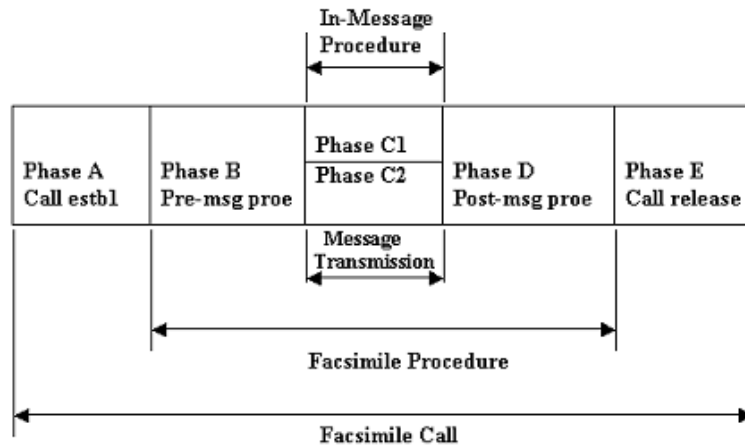 In-Message
Procedure
Phase A
Call estbl
Phase B
Pre-msg proe
Phase C1
Phase C2
Phase D
Post-msg proe
Phase E
Call release
Message
Transmission
Facsimile Procedure
Facsimile Call